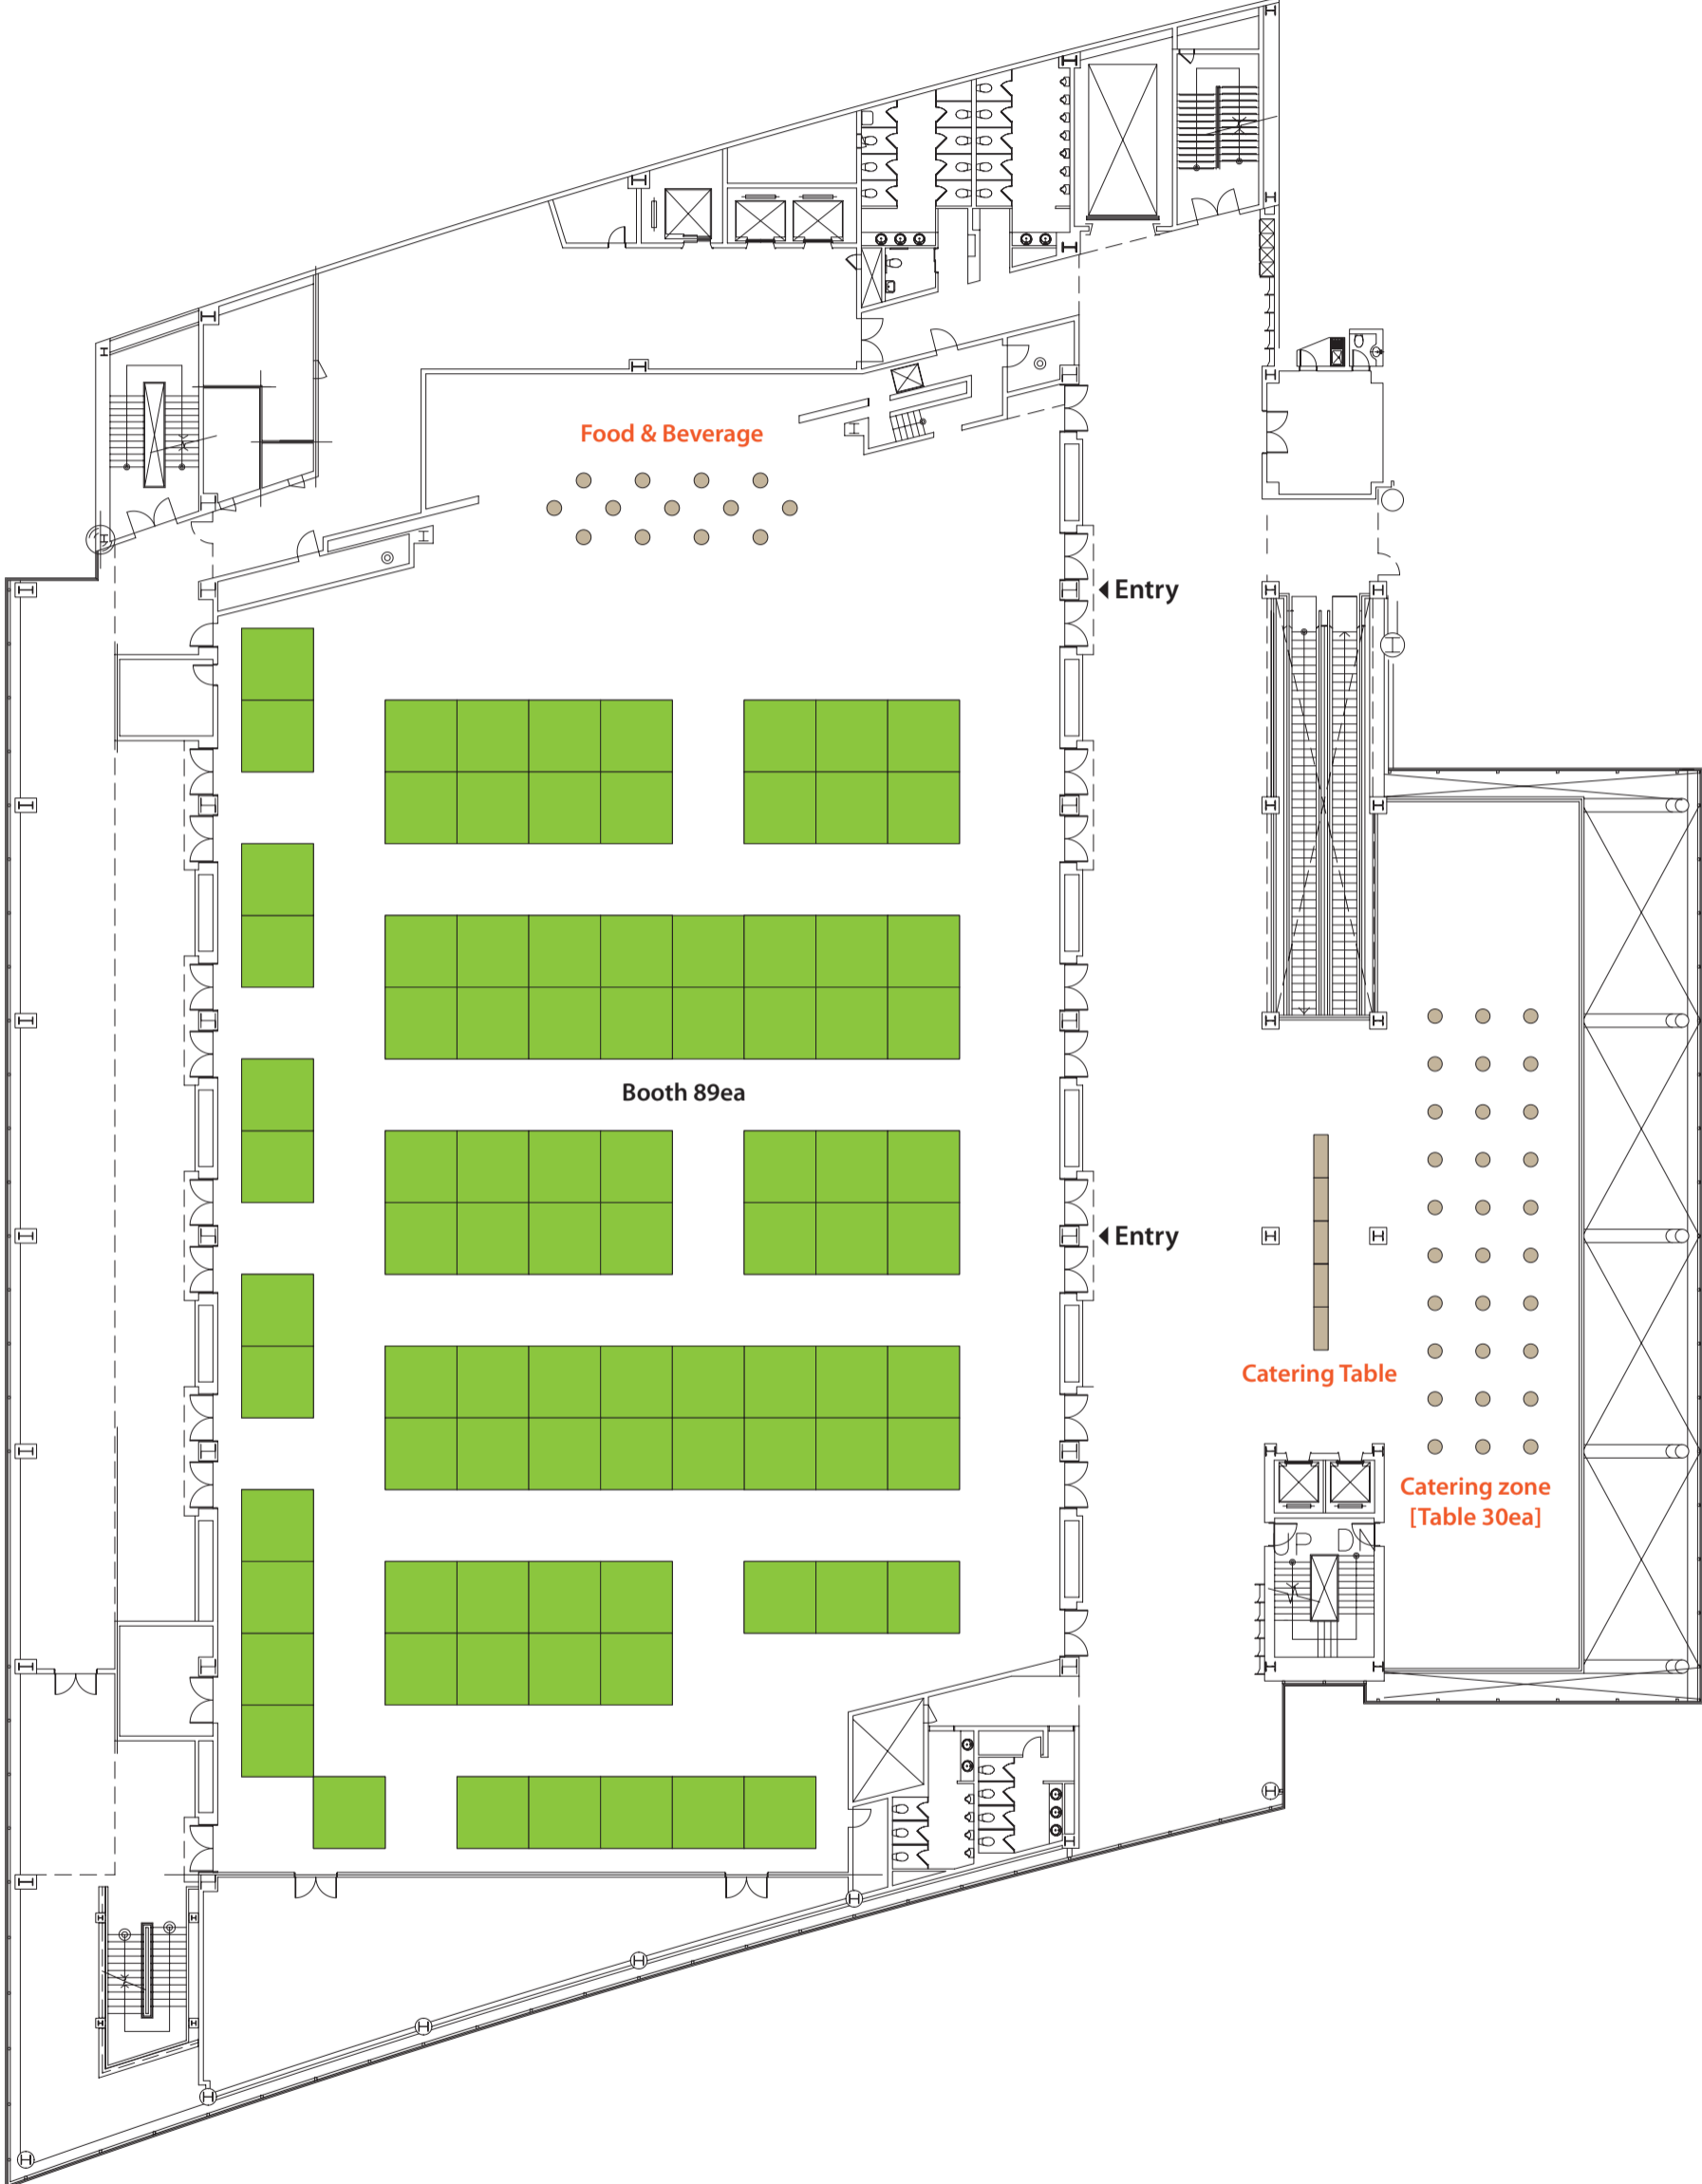 Food & Beverage
Entry
Booth 89ea
Entry
Catering Table
Catering zone
[Table 30ea]
UP DN